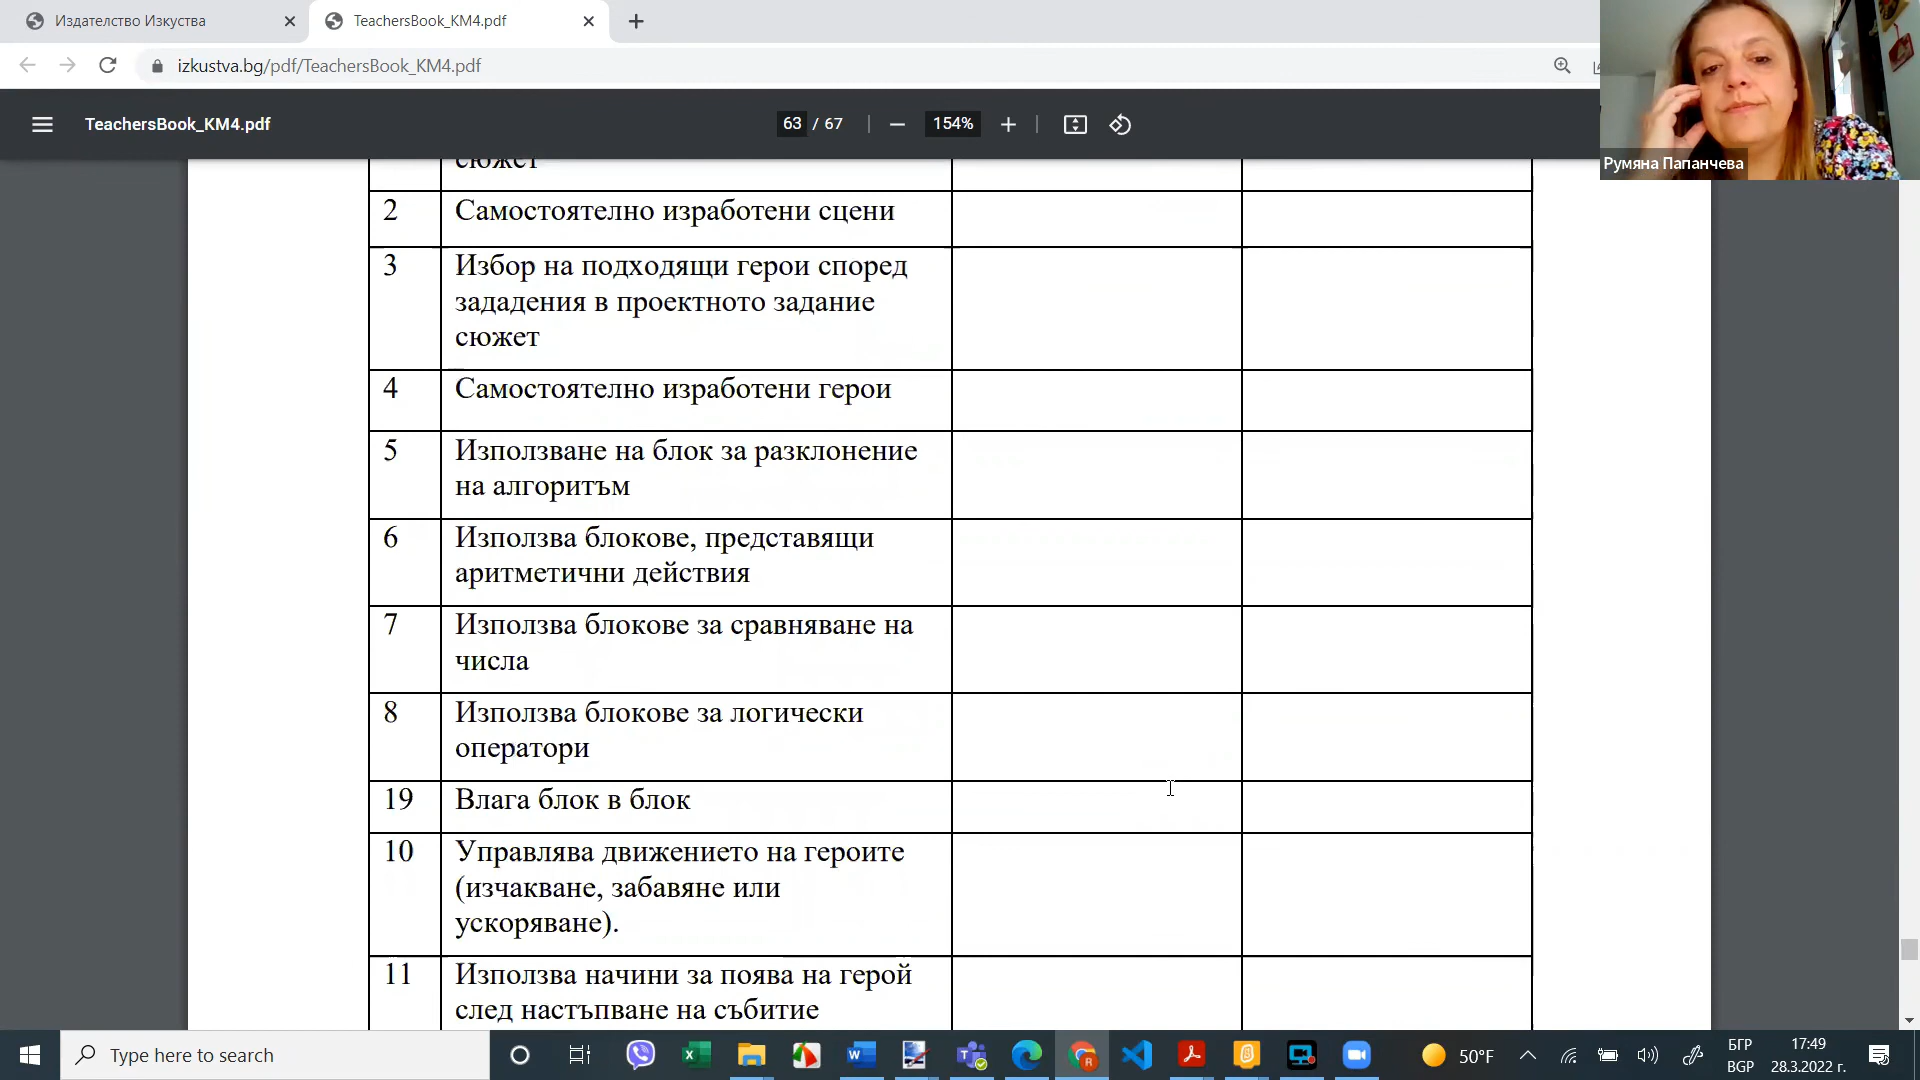 Издателство Изкуства
TeachersBook_KM4.pdf
izkustva.bg/pdf/TeachersBook_KM4.pdf
TeachersBook_KM4.pdf
63 / 67
154%
Румяна Папанчева
сюжет
2 Самостоятелно изработени сцени
3 Избор на подходящи герои според
зададения в проектното задание
сюжет
4 Самостоятелно изработени герои
5 Използване на блок за разклонение
на алгоритъм
6 Използва блокове, представящи
аритметични действия
7 Използва блокове за сравняване на
числа
8 Използва блокове за логически
оператори
19 Влага блок в блок
10 Управлява движението на героите
(изчакване, забавяне или
ускоряване).
11 Използва начини за поява на герой
след настъпване на събитие
Type here to search
50°F
БГР
BGP
17:49
28.3.2022 г.